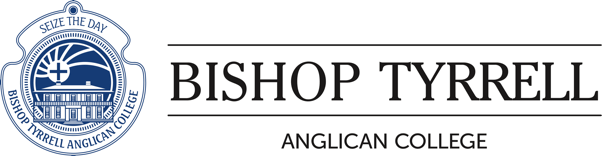 SEIZE THE DAY
BISHOP TYRRELL ANGLICAN COLLEGE
BISHOP TYRRELL
ANGLICAN COLLEGE